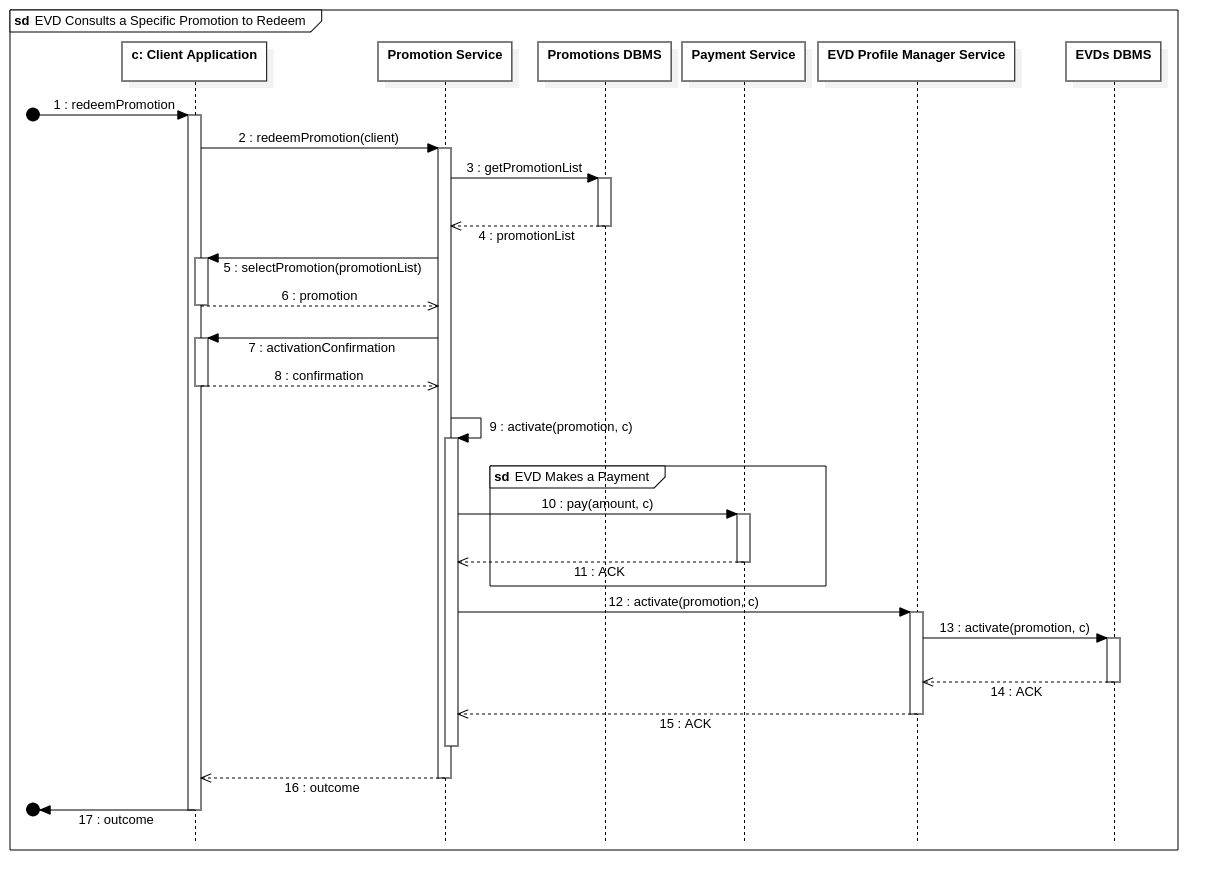 sd EVD Consults a Specific Promotion to Redeem
c: Client Application
Promotion Service
Promotions DBMS
Payment Service
EVD Profile Manager Service
EVDs DBMS
1 : redeemPromotion
2 : redeemPromotion(client)
3 : getPromotionList
4 : promotionList
5 : selectPromotion(promotionList)
6 : promotion
7 : activationConfirmation
8 : confirmation
9 : activate(promotion, c)
sd EVD Makes a Payment
10 : pay(amount, c)
11 : ACK
12 : activate(promotion, c)
13 : activate(promotion, c)
14 : ACK
15 : ACK
16 : outcome
17 : outcome